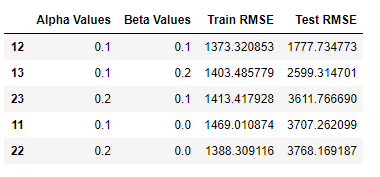 Alpha Values Beta Values Train RMSE Test RMSE
12 0.1 0.1 1373.320853 1777.734773
13 0.1 0.2 1403.485779 2599.314701
23 0.2 0.1 1413.417928 3611.766690
11 0.1 0.0 1469.010874 3707.262099
22 0.2 0.0 1388.309116 3768.169187